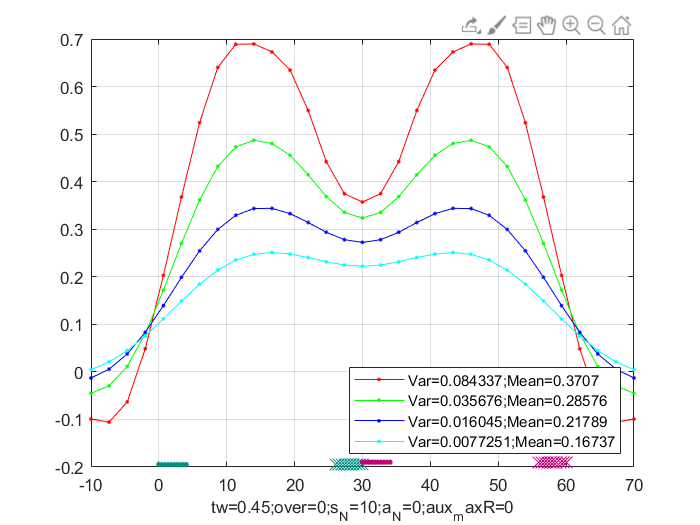 0.7
0.6
0.5
0.4
0.3
0.2
0.1
0
-0.1
-0.2
Var=0.084337;Mean=0.3707
Var=0.035676;Mean=0.28576
Var=0.016045;Mean=0.21789
Var=0.0077251;Mean=0.16737
-10 0 10 20 30 40 50 60 70
tw=0.45;over=0;s_N=10;a_N=0;aux_maxR=0